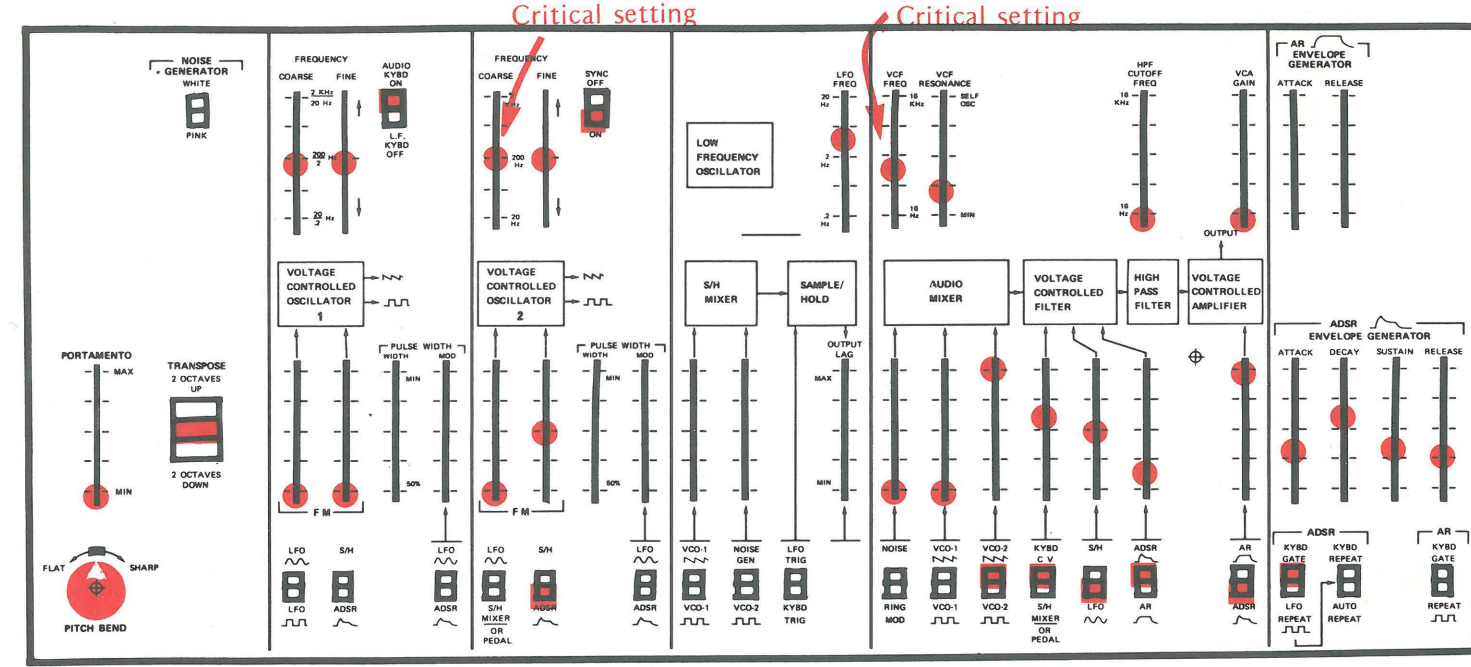 Critical setting
Critical setting
NOISE
GENERATOR
WHITE
PINK
PORTAMENTO
MAX
MIN
TRANSPOSE
2 OCTAVES
UP
2 OCTAVES
DOWN
FLAT
SHARP
PITCH BEND
FREQUENCY
COARSE
FINE
2 KHz
20 Hz
200
2
Hz
20
.2
Hz
AUDIO
KYBD
ON
L.F.
KYBD
OFF
VOLTAGE
CONTROLLED
OSCILLATOR
1
PULSE WIDTH
WIDTH
MOD
MIN
50%
FM
LFO
S/H
LFO
LFO
ADSR
ADSR
FREQUENCY
COARSE
FINE
2
KHz
200
Hz
20
Hz
SYNC
OFF
ON
VOLTAGE
CONTROLLED
OSCILLATOR
2
PULSE WIDTH
WIDTH
MOD
MIN
50%
FM
LFO
S/H
LFO
S/H
MIXER
OR
PEDAL
ADSR
ADSR
LOW
FREQUENCY
OSCILLATOR
LFO
FREQ
20
Hz
2
Hz
.2
Hz
S/H
MIXER
SAMPLE/
HOLD
OUTPUT
LAG
MAX
MIN
VCO-1
NOISE
GEN
LFO
TRIG
VCO-1
VCO-2
KYBD
TRIG
VCF
FREQ
VCF
RESONANCE
16
KHz
SELF
OSC
16
Hz
MIN
HPF
CUTOFF
FREQ
16
KHz
16
Hz
VCA
GAIN
OUTPUT
AUDIO
MIXER
VOLTAGE
CONTROLLED
FILTER
HIGH
PASS
FILTER
VOLTAGE
CONTROLLED
AMPLIFIER
NOISE
VCO-1
VCO-2
KYBD
C V
S/H
ADSR
AR
RING
MOD
VCO-1
VCO-2
S/H
MIXER
OR
PEDAL
LFO
AR
ADSR
AR
ENVELOPE
GENERATOR
ATTACK
RELEASE
ADSR
ENVELOPE GENERATOR
ATTACK
DECAY
SUSTAIN
RELEASE
ADSR
KYBD
GATE
KYBD
REPEAT
LFO
REPEAT
AUTO
REPEAT
AR
KYBD
GATE
REPEAT